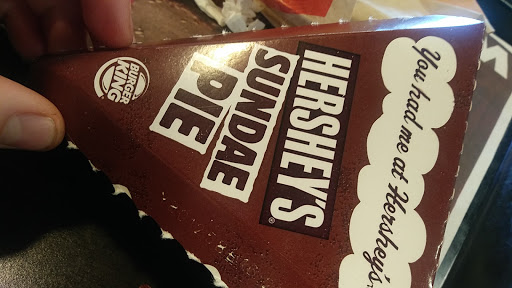 You had me at Hershey's.
HERSHEY'S®
SUNDAE
PIE
BURGER
KING